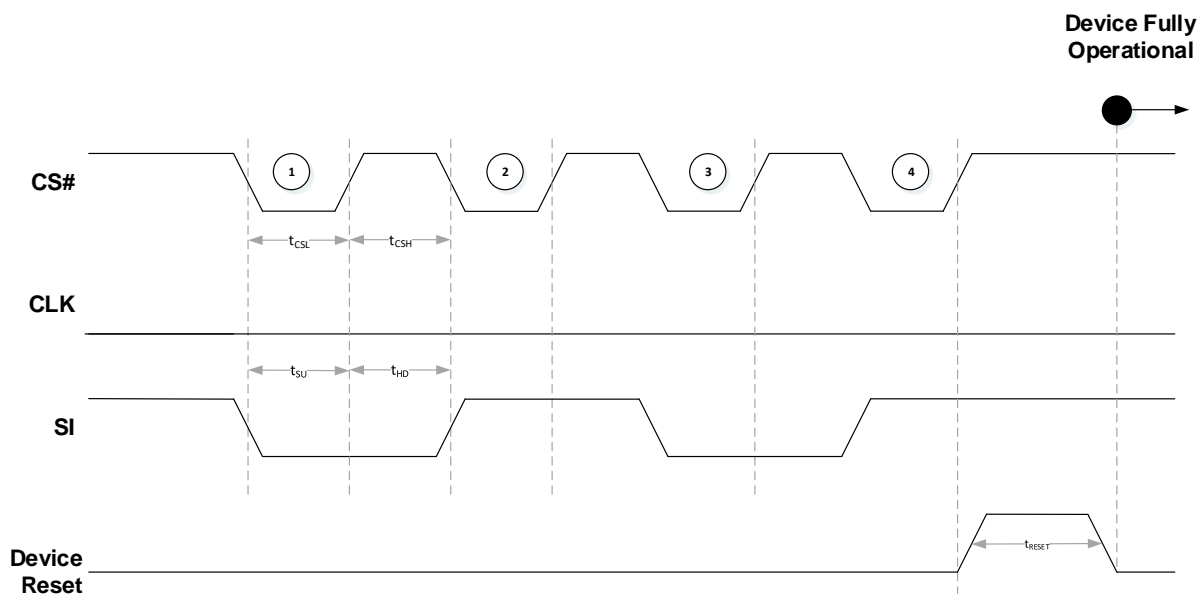 Device Fully
Operational
CS#
1
2
3
4
tCSL
tCSH
CLK
tSU
tHD
SI
Device
Reset
tRESET